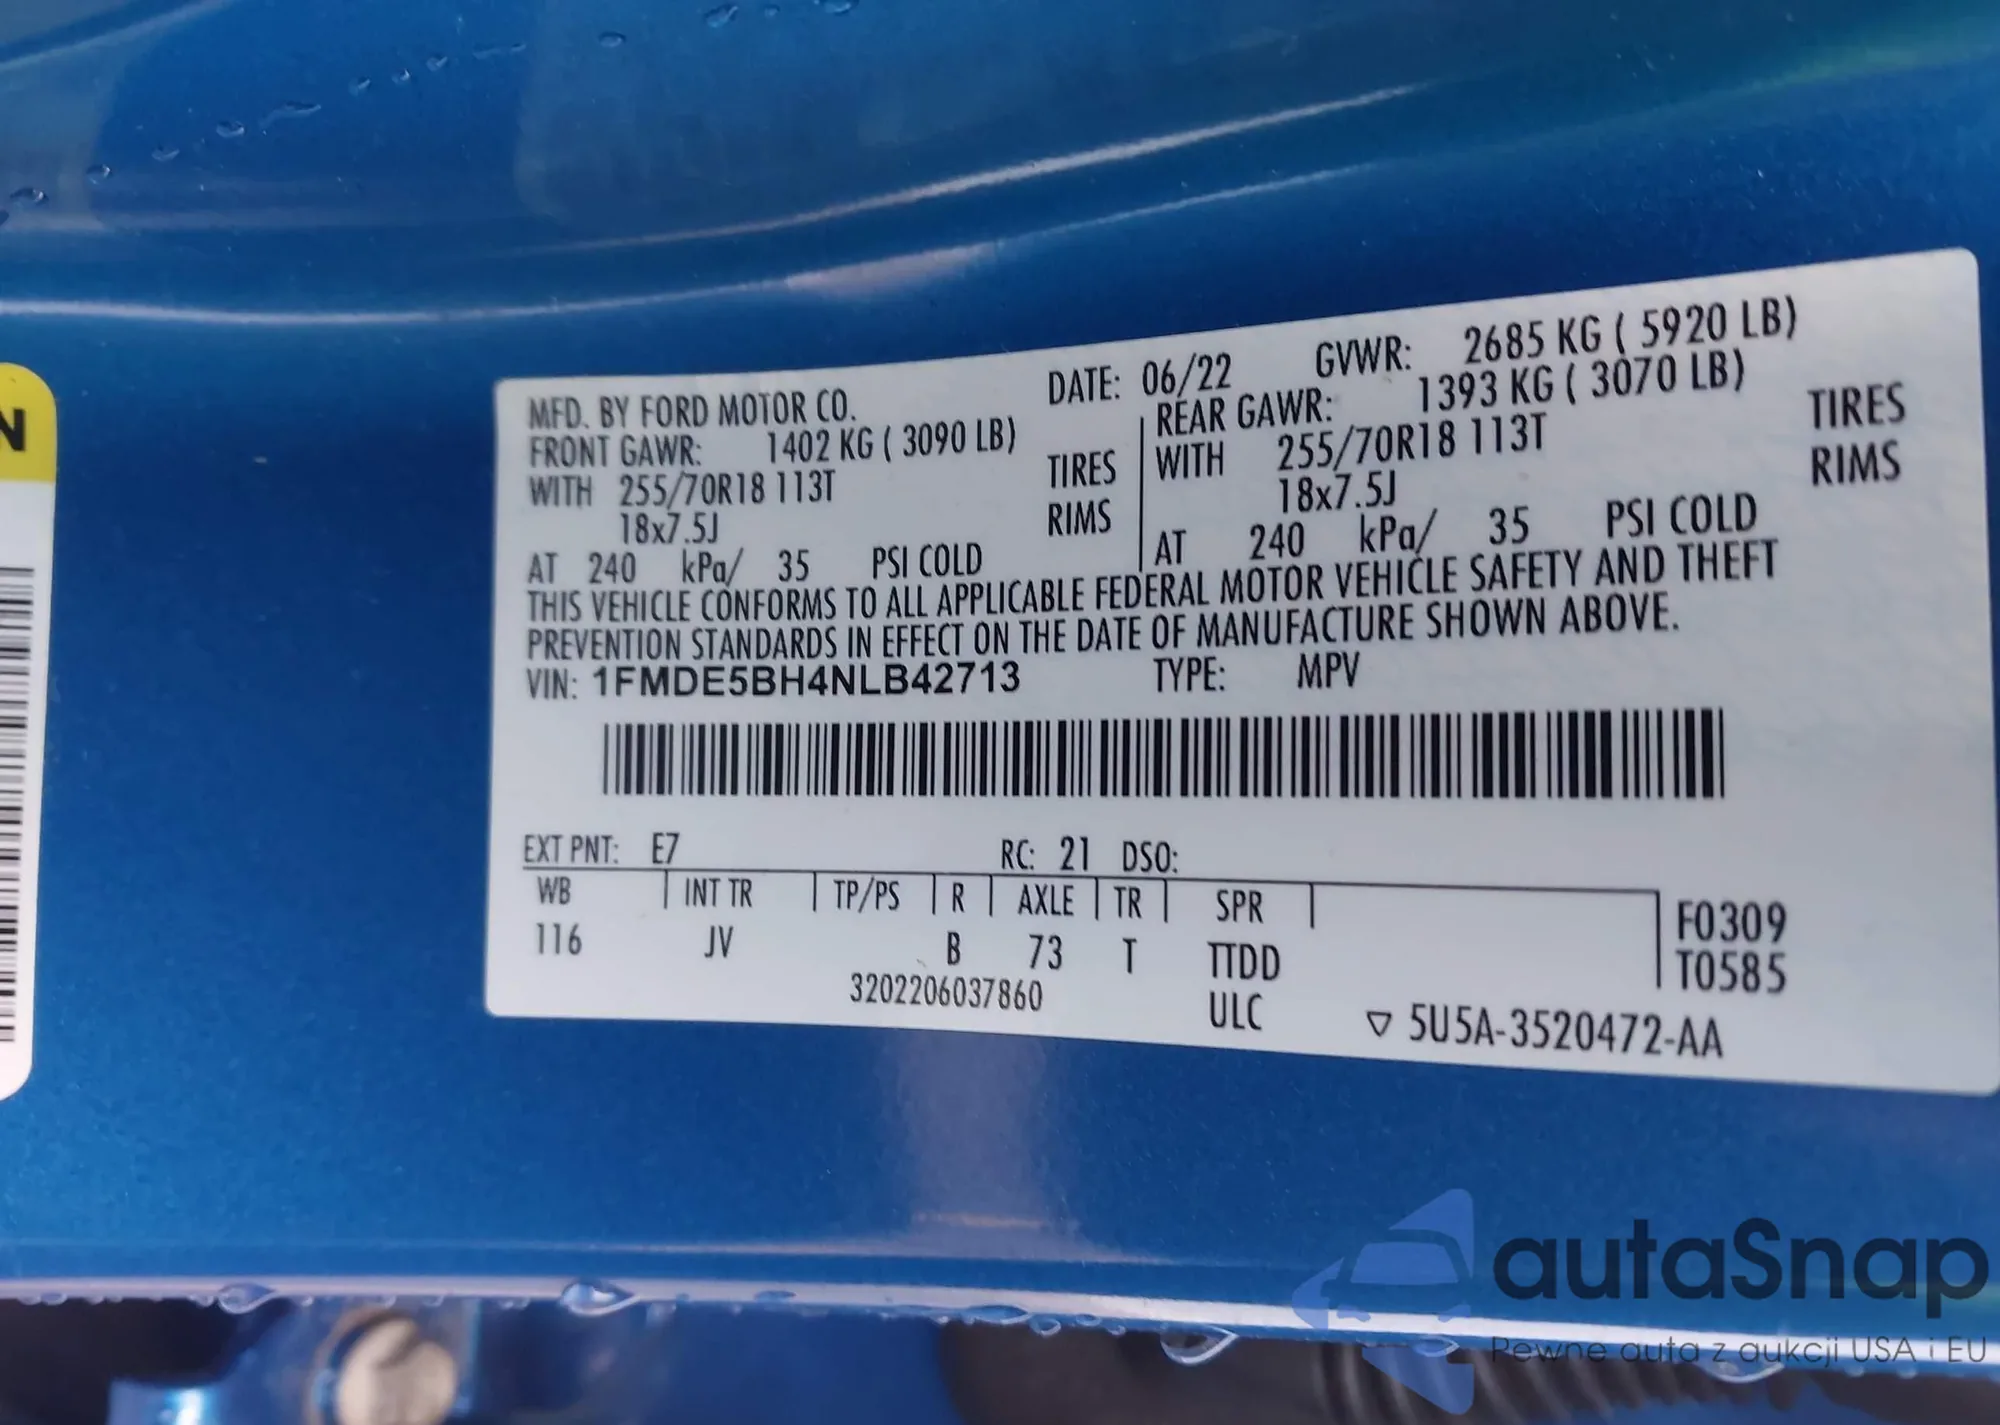 N
MFD. BY FORD MOTOR CO. DATE: 06/22 GVWR: 2685 KG ( 5920 LB)
FRONT GAWR: 1402 KG ( 3090 LB) REAR GAWR: 1393 KG ( 3070 LB)
WITH 255/70R18 113T TIRES WITH 255/70R18 113T TIRES
18x7.5J RIMS 18x7.5J RIMS
AT 240 kPa/ 35 PSI COLD AT 240 kPa/ 35 PSI COLD
THIS VEHICLE CONFORMS TO ALL APPLICABLE FEDERAL MOTOR VEHICLE SAFETY AND THEFT
PREVENTION STANDARDS IN EFFECT ON THE DATE OF MANUFACTURE SHOWN ABOVE.
VIN: 1FMDE5BH4NLB42713 TYPE: MPV
EXT PNT: E7 RC: 21 DSO:
WB INT TR TP/PS R AXLE TR SPR F0309
116 JV B 73 T TTDD T0585
3202206037860 ULC ▽ 5U5A-3520472-AA
autaSnap
Pewne auta z aukcji USA i EU